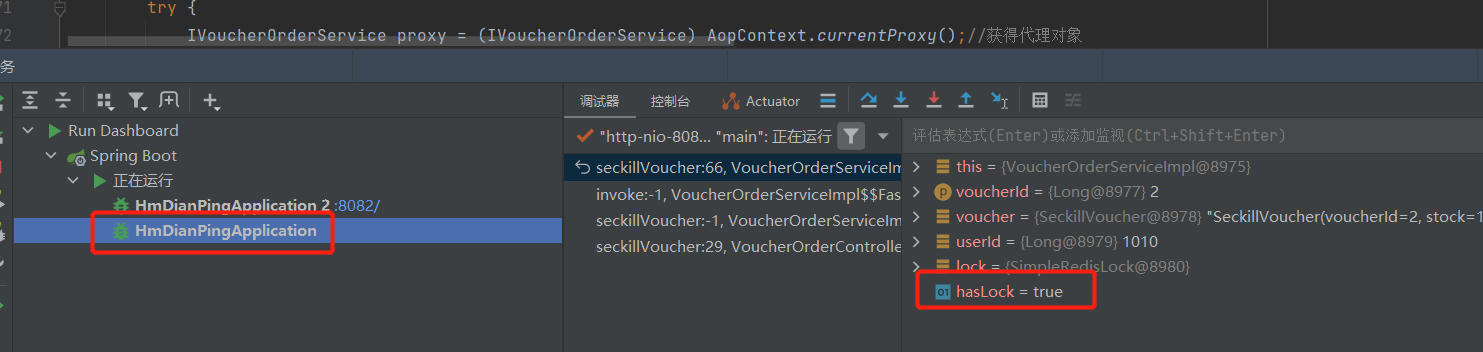 71 try {
72 IVoucherOrderService proxy = (IVoucherOrderService) AopContext.currentProxy();//获得代理对象
务
调试器 控制台 Actuator
Run Dashboard
"http-nio-808... "main": 正在运行
评估表达式(Enter)或添加监视(Ctrl+Shift+Enter)
Spring Boot
seckillVoucher:66, VoucherOrderServiceIm
this = {VoucherOrderServiceImpl@8975}
正在运行
invoke:-1, VoucherOrderServiceImpl$$Fas
p voucherId = {Long@8977} 2
HmDianPingApplication 2 :8082/
seckillVoucher:-1, VoucherOrderServiceIm
voucher = {SeckillVoucher@8978} "SeckillVoucher(voucherId=2, stock=1
HmDianPingApplication
seckillVoucher:29, VoucherOrderControlle
userId = {Long@8979} 1010
lock = {SimpleRedisLock@8980}
01 hasLock = true